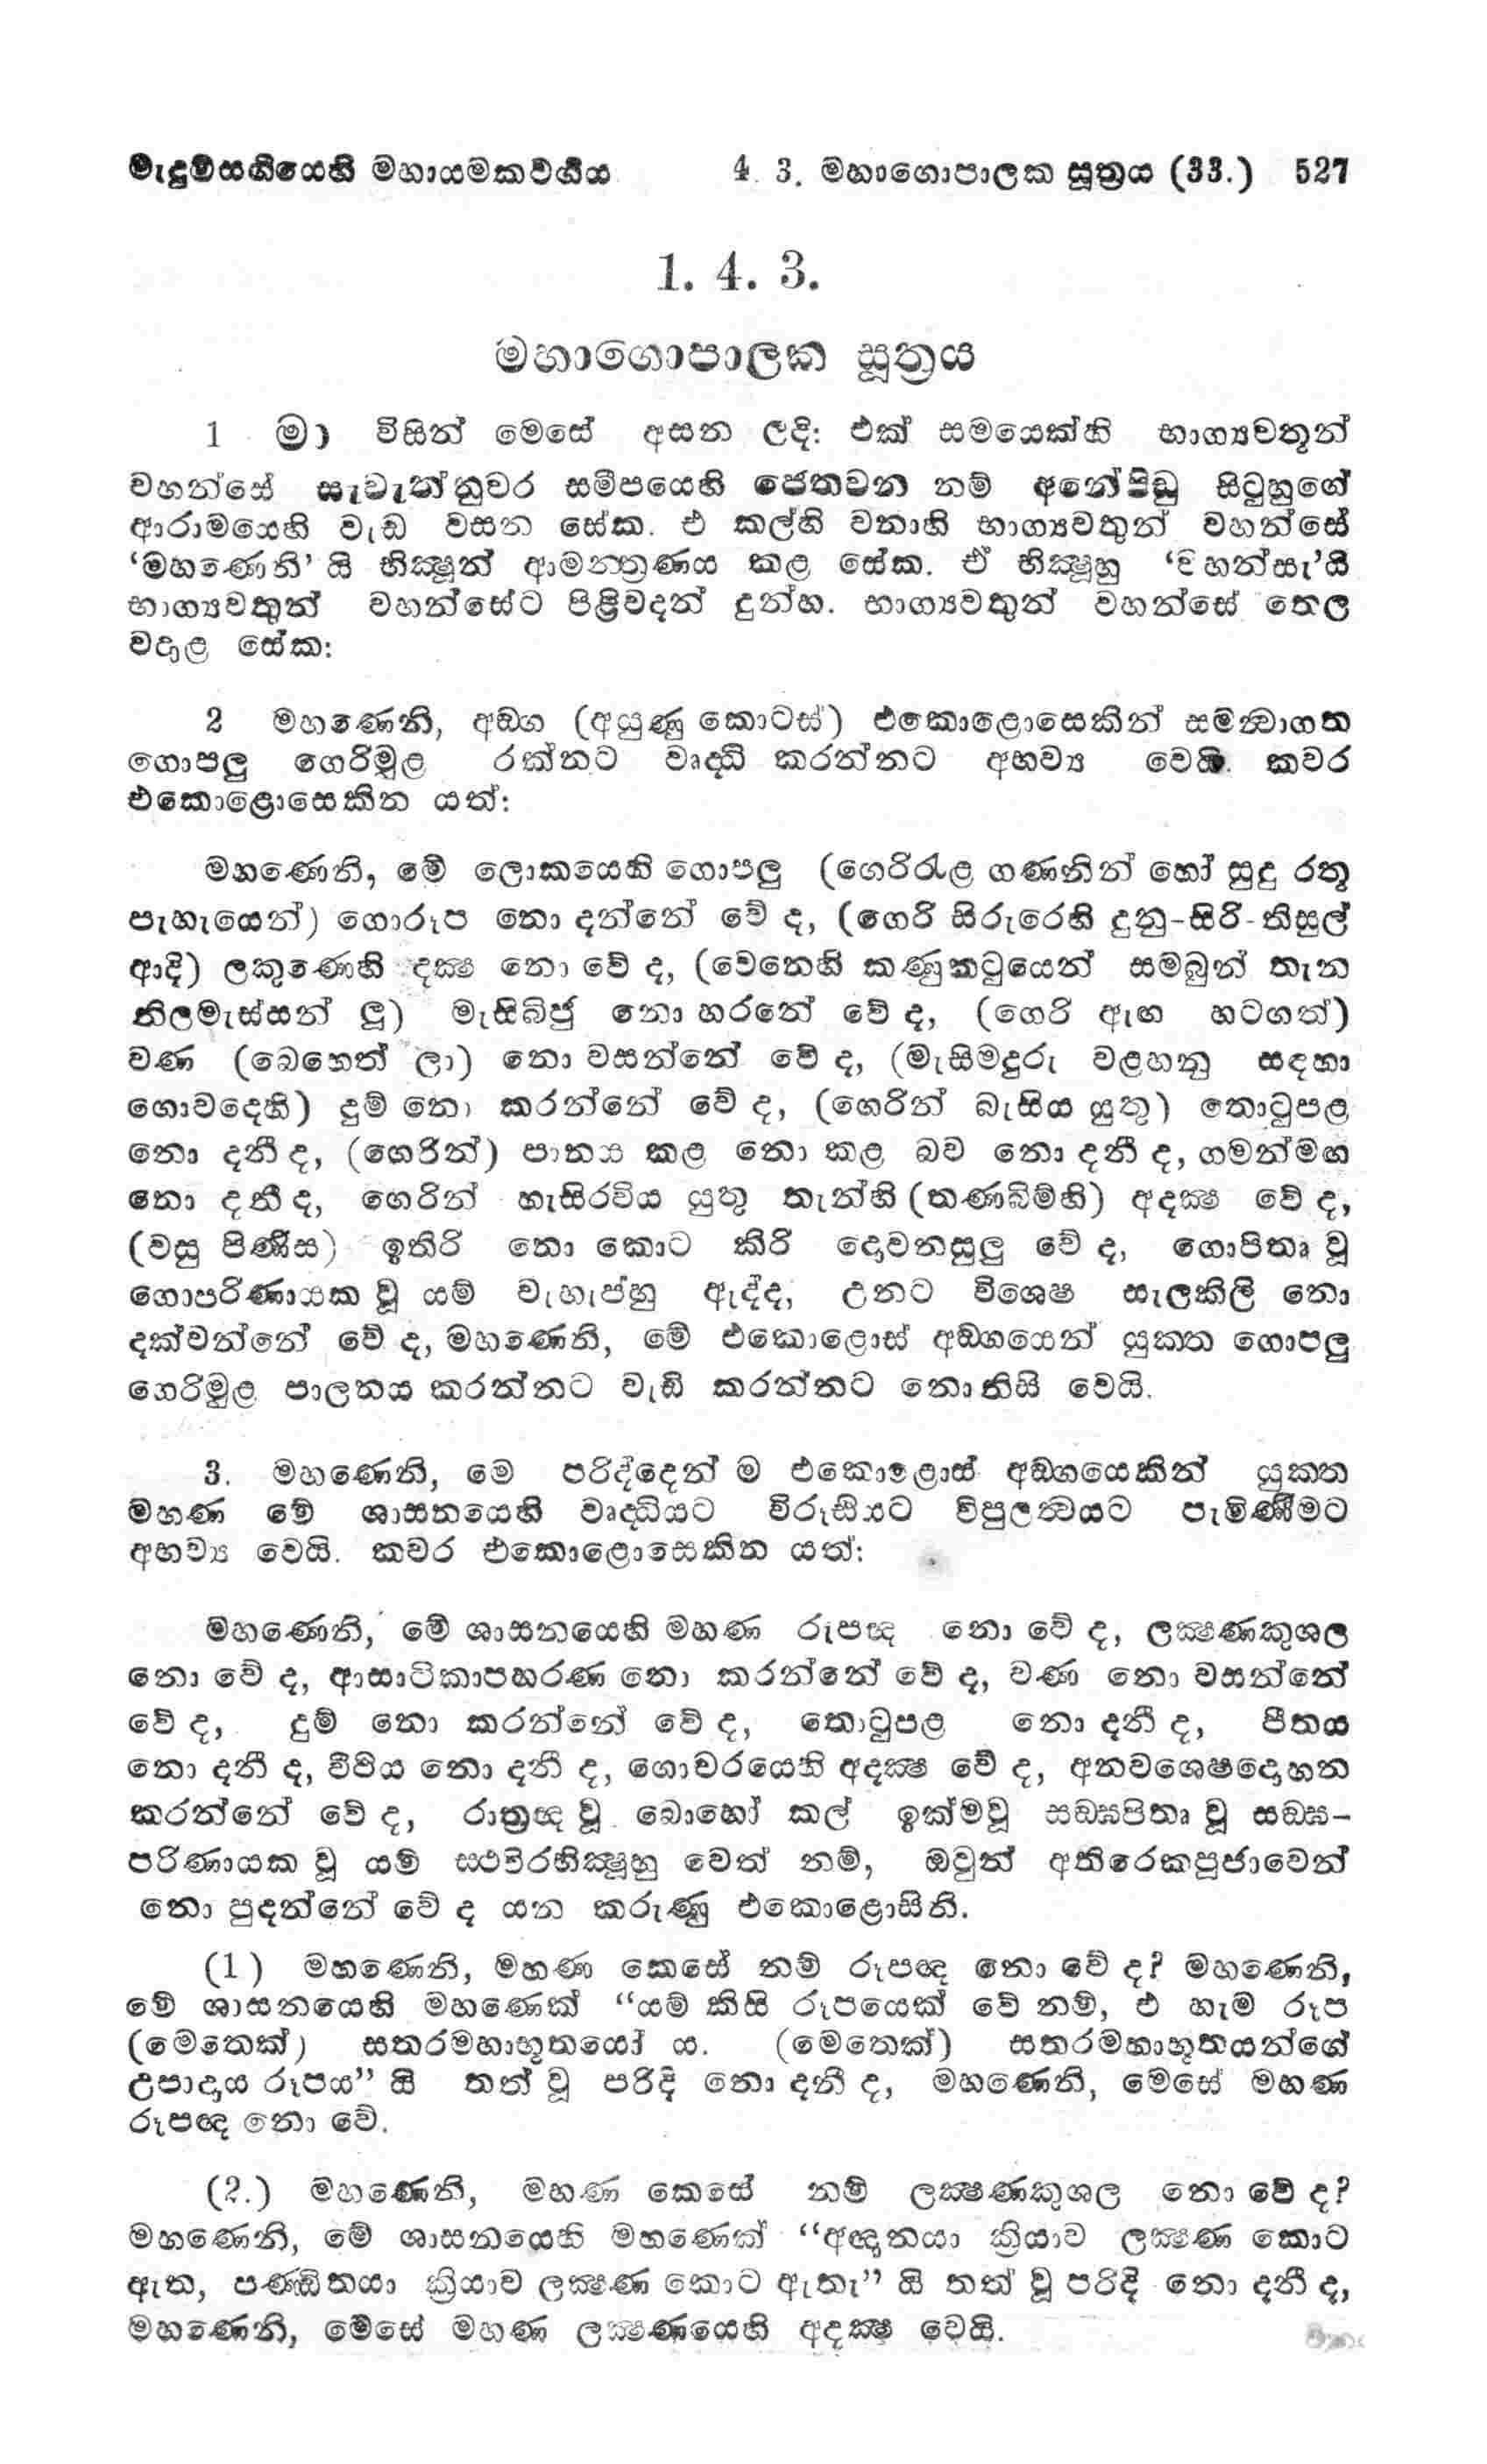 මැදුම්සඟියෙහි මහායමකවර්‍ගය 4. 3. මහාගොපාලක සූත්‍රය (33.) 527
1. 4. 3.
මහාගොපාලක සූත්‍රය
1 මා විසින් මෙසේ අසන ලදි: එක් සමයෙක්හි භාග්‍යවතුන්
වහන්සේ සැවැත්නුවර සමීපයෙහි ජෙතවන නම් අනේපිඬු සිටුහුගේ
ආරාමයෙහි වැඩ වසන සේක. එ කල්හි වනාහි භාග්‍යවතුන් වහන්සේ
‘මහණෙනි’ යි භික්‍ෂූන් ආමන්ත්‍රණය කළ සේක. ඒ භික්‍ෂූහු ‘වහන්සැ’යි
භාග්‍යවතුන් වහන්සේට පිළිවදන් දුන්හ. භාග්‍යවතුන් වහන්සේ තෙල
වදාළ සේක:
2 මහණෙනි, අඞ්ග (අයුණු කොටස්) එකොළොසෙකින් සමන්‍වාගත
ගොපලු ගෙරිමුළ රක්නට වෘද්‍ධි කරන්නට අභව්‍ය වෙයි. කවර
එකොළොසෙකින යත්:
මහණෙනි, මේ ලොකයෙහි ගොපලු (ගෙරිරැළ ගණනින් හෝ සුදු රතු
පැහැයෙන්) ගොරූප නො දන්නේ වේ ද, (ගෙරි සිරුරෙහි දුනු-සිරි-තිසුල්
ආදි) ලකුණෙහි දක්‍ෂ නො වේ ද, (වෙනෙහි කණුකටුයෙන් සමබුන් තැන
නිලමැස්සන් ලූ) මැසිබිජු නො හරනේ වේ ද, (ගෙරි ඇඟ හටගත්)
වණ (බෙහෙත් ලා) නො වසන්නේ වේ ද, (මැසිමදුරු වළහනු සඳහා
ගොවදෙහි) දුම් නො කරන්නේ වේ ද, (ගෙරින් බැසිය යුතු) තොටුපළ
නො දනී ද, (ගෙරින්) පානය කළ නො කළ බව නො දනී ද, ගමන්මඟ
නො දනී ද, ගෙරින් හැසිරවිය යුතු තැන්හි (තණබිම්හි) අදක්‍ෂ වේ ද,
(වසු පිණිස) ඉතිරි නො කොට කිරි දොවනසුලු වේ ද, ගොපිතෘ වූ
ගොපරිණායක වූ යම් වැහැප්හු ඇද්ද, උනට විශෙෂ සැලකිලි නො
දක්වන්නේ වේ ද, මහණෙනි, මේ එකොළොස් අඞ්ගයෙන් යුක්ත ගොපලු
ගෙරිමුළ පාලනය කරන්නට වැඩි කරන්නට නොනිසි වෙයි.
3. මහණෙනි, මෙ පරිද්දෙන් ම එකොළොස් අඞ්ගයෙකින් යුක්ත
මහණ මේ ශාසනයෙහි වෘද්‍ධියට විරූඪියට විපුලත්‍වයට පැමිණීමට
අභව්‍ය වෙයි. කවර එකොළොසෙකින යත්:
මහණෙනි, මේ ශාසනයෙහි මහණ රූපඥ නො වේ ද, ලක්‍ෂණකුශල
නො වේ ද, ආසාටිකාපහරණ නො කරන්නේ වේ ද, වණ නො වසන්නේ
වේ ද, දුම් නො කරන්නේ වේ ද, තොටුපළ නො දනී ද, පීතය
නො දනී ද, වීථිය නො දනී ද, ගොචරයෙහි අදක්‍ෂ වේ ද, අනවශෙෂදොහන
කරන්නේ වේ ද, රාත්‍රඥ වූ බොහෝ කල් ඉක්මවූ සඞ්ඝපිතෘ වූ සඞ්ඝ-
පරිණායක වූ යම් ස්ථවිරභික්‍ෂූහු වෙත් නම්, ඔවුන් අතිරෙකපූජාවෙන්
නො පුදන්නේ වේ ද යන කරුණු එකොළොසිනි.
(1) මහණෙනි, මහණ කෙසේ නම් රූපඥ නො වේ ද? මහණෙනි,
මේ ශාසනයෙහි මහණෙක් “යම් කිසි රූපයෙක් වේ නම්, එ හැම රූප
(මෙතෙක්) සතරමහාභූතයෝ ය. (මෙතෙක්) සතරමහාභූතයන්ගේ
උපාදාය රූපය” යි තත් වූ පරිදි නො දනී ද, මහණෙනි, මෙසේ මහණ
රූපඥ නො වේ.
(2.) මහණෙනි, මහණ කෙසේ නම් ලක්‍ෂණකුශල නො වේ ද?
මහණෙනි, මේ ශාසනයෙහි මහණෙක් “අඥානයා ක්‍රියාව ලක්‍ෂණ කොට
ඇත, පණ්ඩිතයා ක්‍රියාව ලක්‍ෂණ කොට ඇතැ” යි තත් වූ පරිදි නො දනී ද,
මහණෙනි, මෙසේ මහණ ලක්‍ෂණයෙහි අදක්‍ෂ වෙයි.